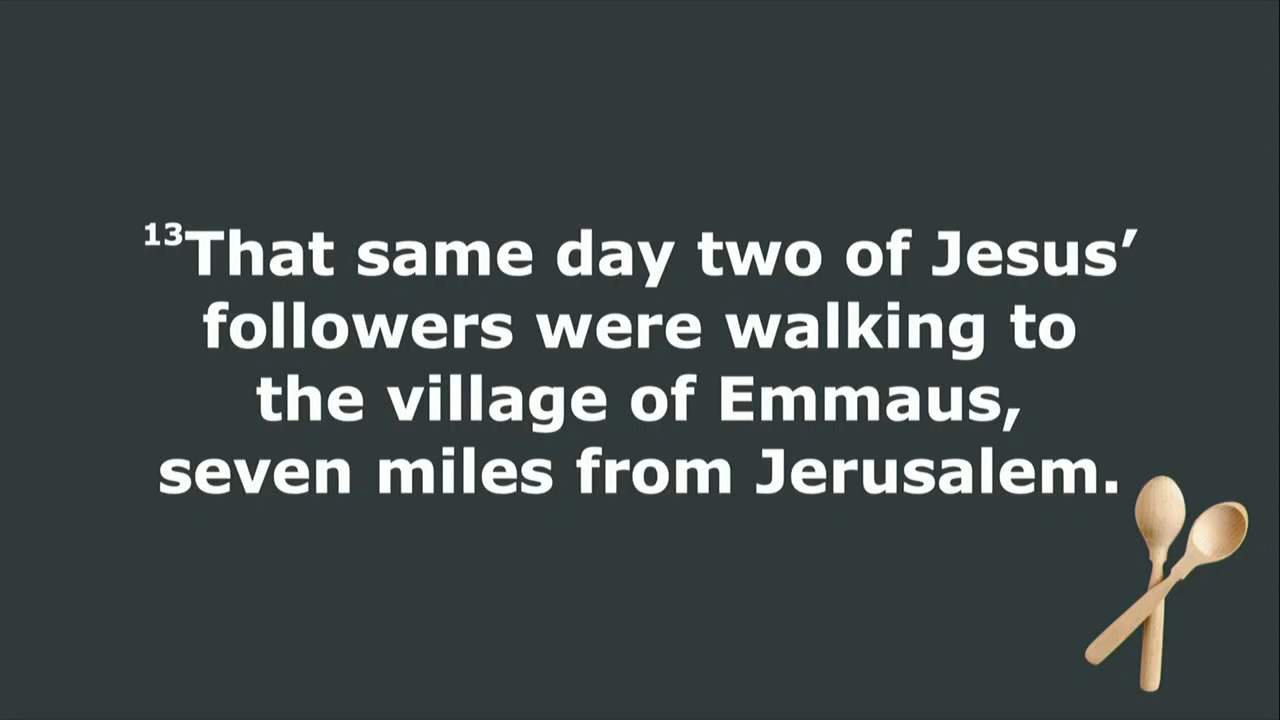 ¹³That same day two of Jesus’
followers were walking to
the village of Emmaus,
seven miles from Jerusalem.